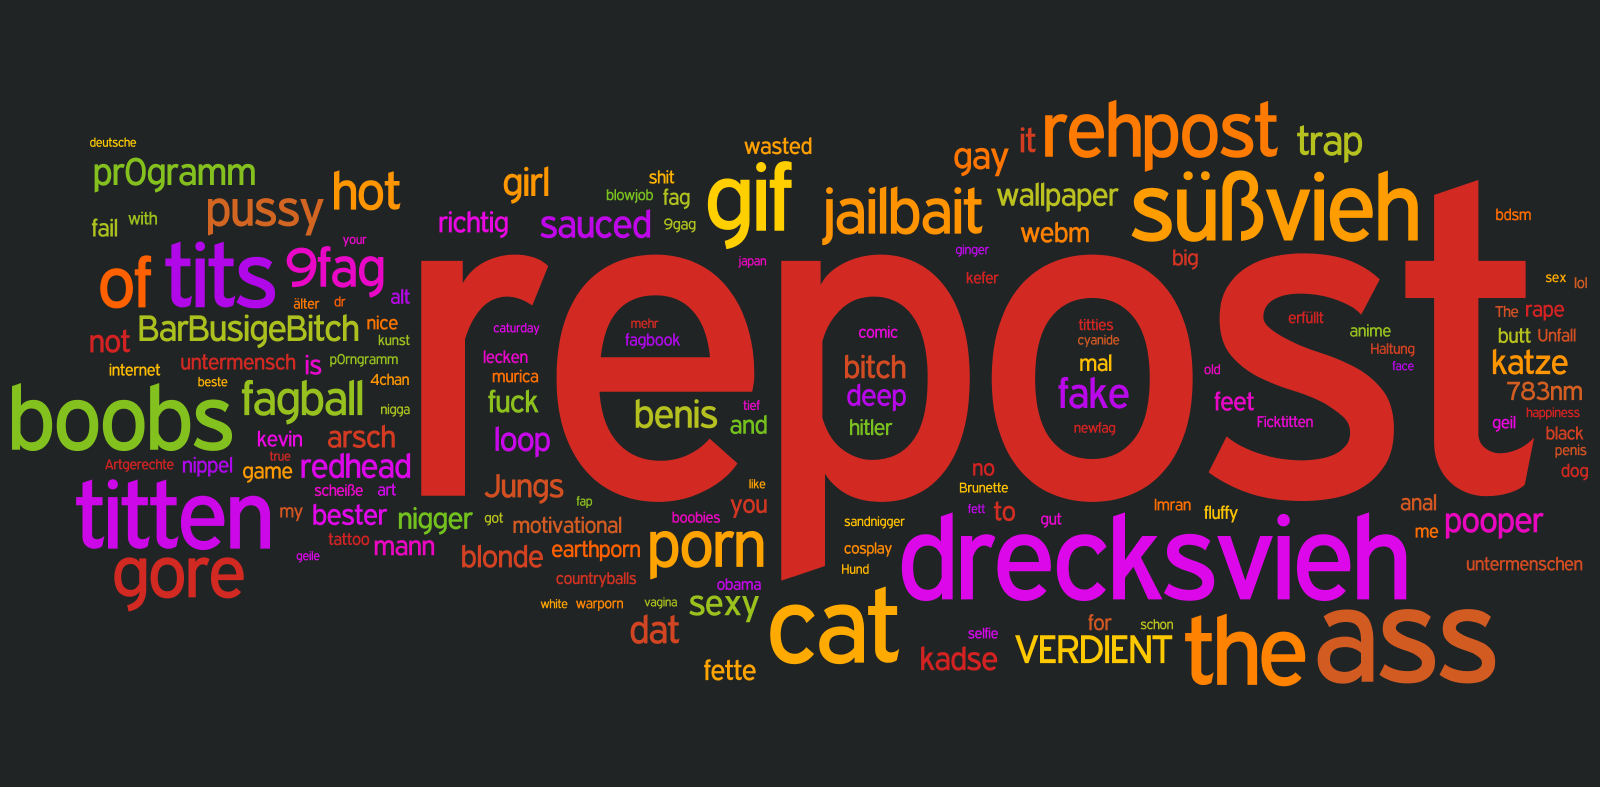 repost
deutsche
pr0gramm
fail
with
pussy
hot
your
of
tits
9fag
älter
dr
alt
not
BarBusigeBitch
nice
kunst
untermensch
is
p0rngramm
internet
beste
4chan
boobs
fagball
nigga
kevin
arsch
true
Artgerechte
nippel
game
redhead
scheiße
art
titten
my
bester
nigger
got
tattoo
mann
geile
gore
girl
richtig
sauced
shit
blowjob
fag
9gag
wasted
gif
japan
caturday
lecken
murica
fuck
loop
mehr
fagbook
benis
tief
and
Jungs
fap
like
you
boobies
motivational
blonde
earthporn
porn
countryballs
obama
white
warporn
vagina
sexy
dat
fette
jailbait
gay
it
rehpost
trap
wallpaper
webm
süßvieh
ginger
kefer
big
bdsm
comic
bitch
deep
hitler
titties
cyanide
mal
fake
newfag
erfüllt
anime
Haltung
face
old
feet
Ficktitten
sex
lol
The
rape
butt
Unfall
katze
783nm
happiness
geil
black
penis
dog
no
Brunette
fett
to
gut
Imran
fluffy
anal
me
pooper
untermenschen
sandnigger
cosplay
Hund
drecksvieh
cat
selfie
kadse
for
schon
VERDIENT
the
ass